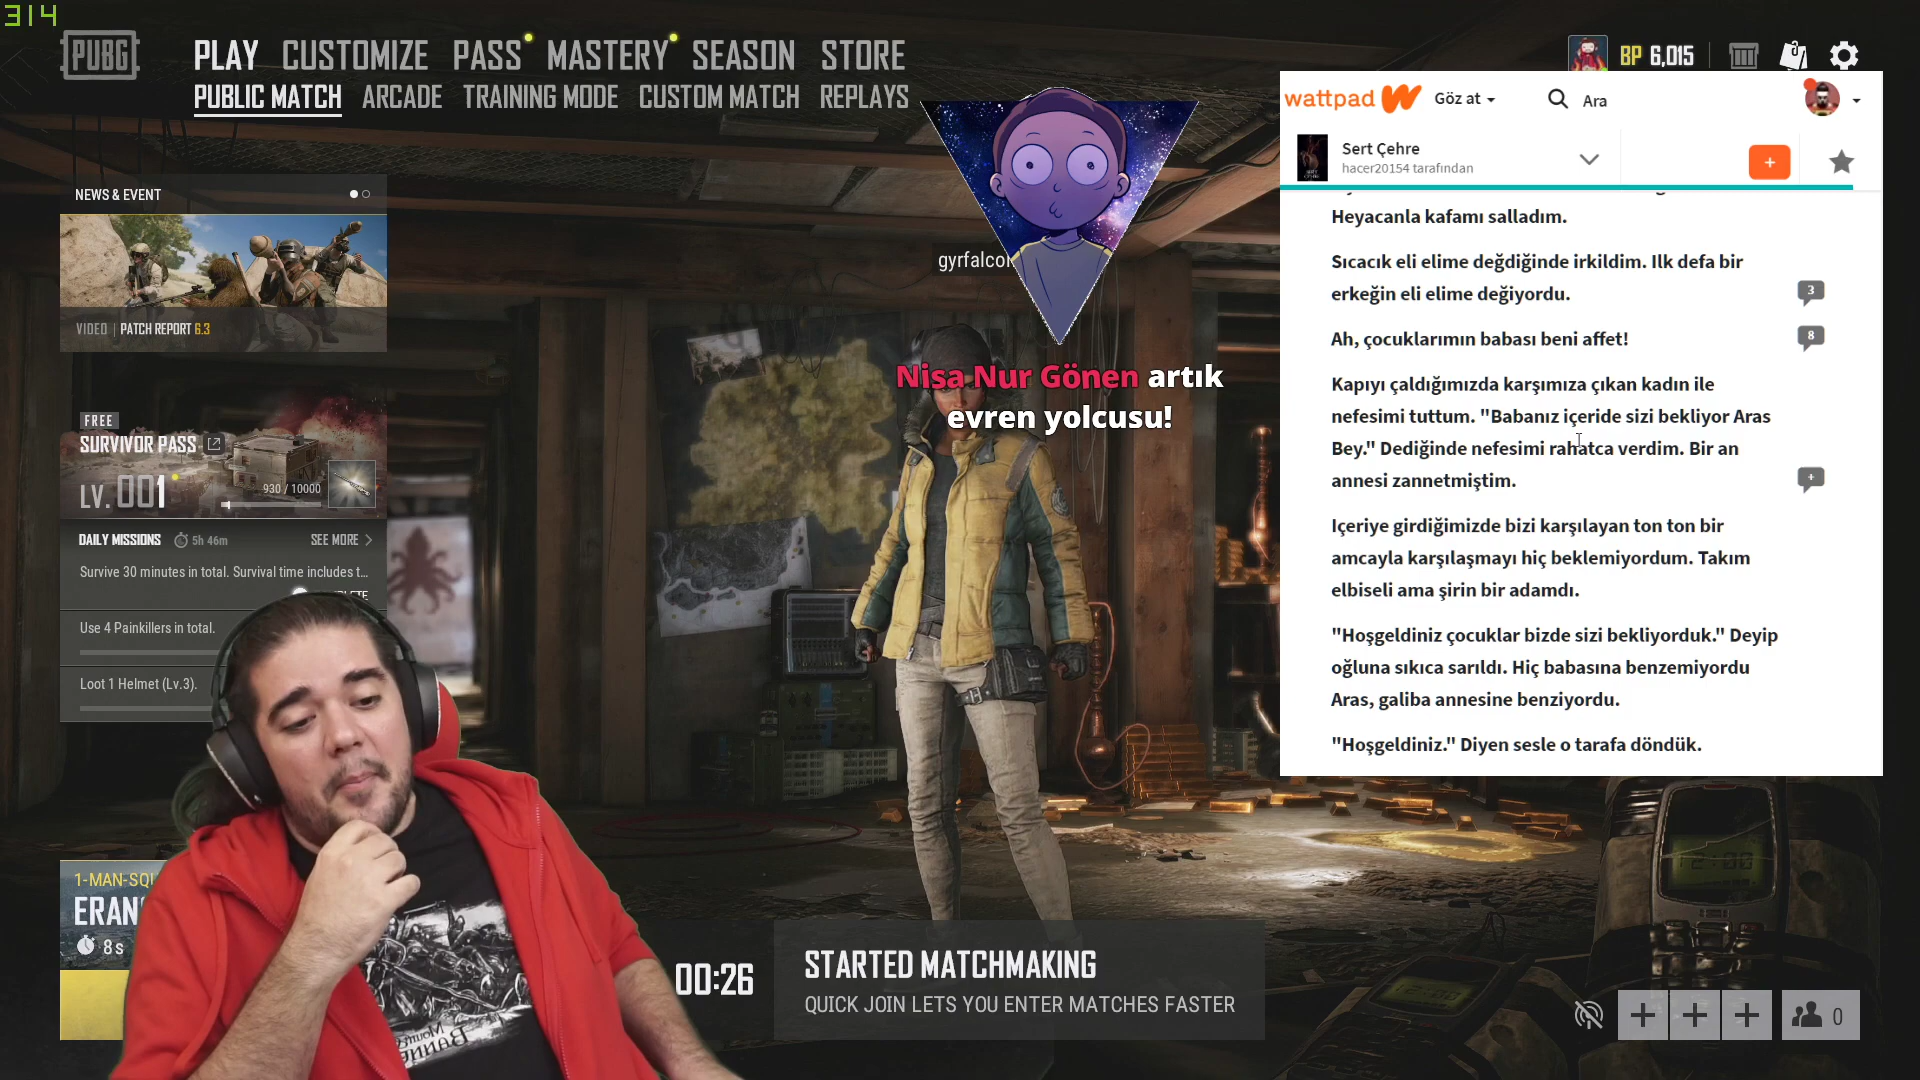 314
PUBG
PLAY CUSTOMIZE PASS MASTERY SEASON STORE
BP 6,015
PUBLIC MATCH ARCADE TRAINING MODE CUSTOM MATCH REPLAYS
NEWS & EVENT
VIDEO | PATCH REPORT 6.3
FREE
SURVIVOR PASS
LV. 001
930 / 10000
DAILY MISSIONS 5h 46m SEE MORE
Survive 30 minutes in total. Survival time includes t...
Use 4 Painkillers in total.
Loot 1 Helmet (Lv.3).
1-MAN-SQ
ERAN
8s
gyrfalcon
Nisa Nur Gönen artık
evren yolcusu!
wattpad Göz at Ara
Sert Çehre
hacer20154 tarafından
Heyacanla kafamı salladım.
Sıcacık eli elime değdiğinde irkildim. Ilk defa bir
erkeğin eli elime değiyordu.
3
Ah, çocuklarımın babası beni affet!
8
Kapıyı çaldığımızda karşımıza çıkan kadın ile
nefesimi tuttum. "Babanız içeride sizi bekliyor Aras
Bey." Dediğinde nefesimi rahatca verdim. Bir an
annesi zannetmiştim.
+
Içeriye girdiğimizde bizi karşılayan ton ton bir
amcayla karşılaşmayı hiç beklemiyordum. Takım
elbiseli ama şirin bir adamdı.
"Hoşgeldiniz çocuklar bizde sizi bekliyorduk." Deyip
oğluna sıkıca sarıldı. Hiç babasına benzemiyordu
Aras, galiba annesine benziyordu.
"Hoşgeldiniz." Diyen sesle o tarafa döndük.
00:26
STARTED MATCHMAKING
QUICK JOIN LETS YOU ENTER MATCHES FASTER
0